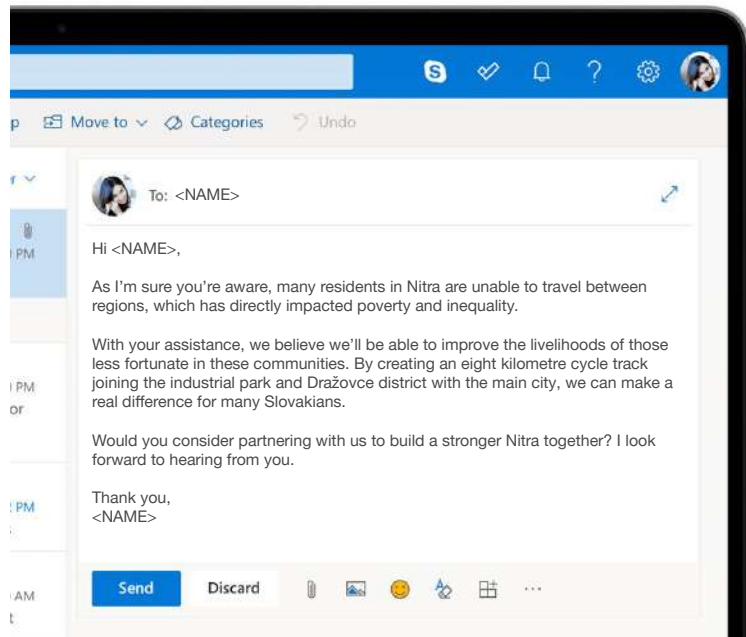 p Move to Categories Undo
r
To: <NAME>
PM
Hi <NAME>,
As I'm sure you're aware, many residents in Nitra are unable to travel between
regions, which has directly impacted poverty and inequality.
With your assistance, we believe we'll be able to improve the livelihoods of those
less fortunate in these communities. By creating an eight kilometre cycle track
joining the industrial park and Dražovce district with the main city, we can make a
real difference for many Slovakians.
PM
or
Would you consider partnering with us to build a stronger Nitra together? I look
forward to hearing from you.
Thank you,
<NAME>
PM
Send Discard
AM
t